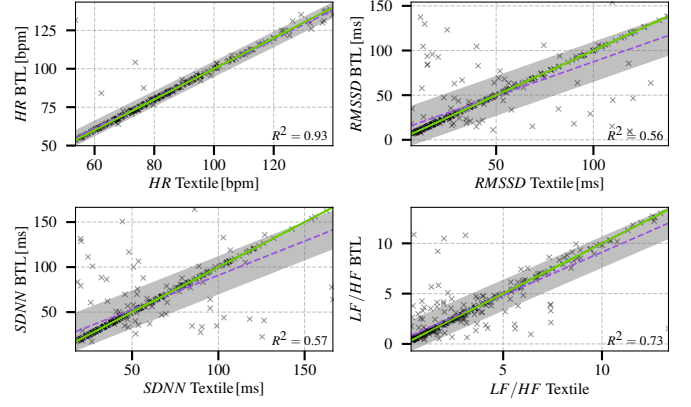 HR BTL [bpm]
125
100
75
50
60
80
100
120
R² = 0.93
HR Textile [bpm]
RMSSD BTL [ms]
150
100
50
0
50
100
R² = 0.56
RMSSD Textile [ms]
SDNN BTL [ms]
150
100
50
50
100
150
R² = 0.57
SDNN Textile [ms]
LF/HF BTL
10
5
0
5
10
R² = 0.73
LF/HF Textile